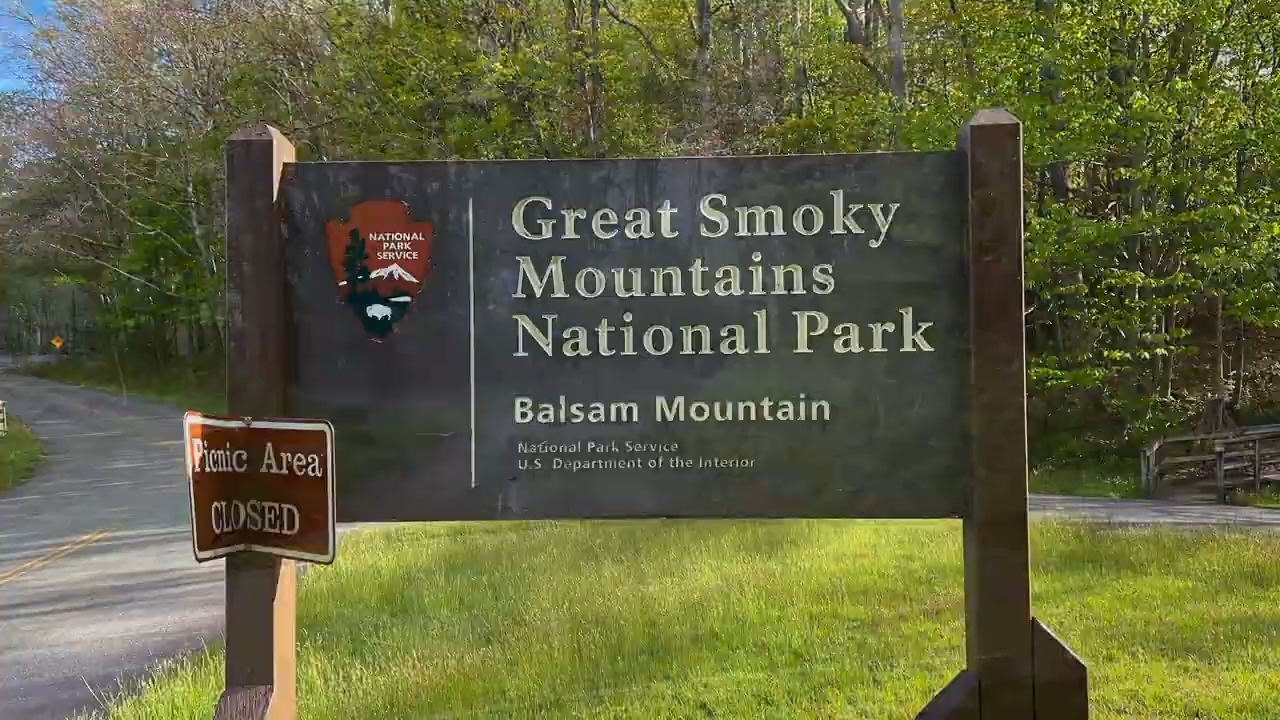 NATIONAL
PARK
SERVICE
Great Smoky
Mountains
National Park
Balsam Mountain
National Park Service
U.S. Department of the Interior
Picnic Area
CLOSED